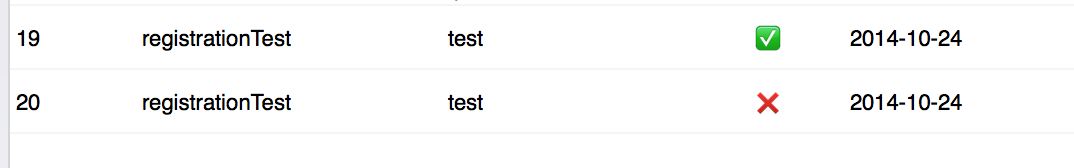 19 registrationTest test ✅ 2014-10-24
20 registrationTest test ❌ 2014-10-24